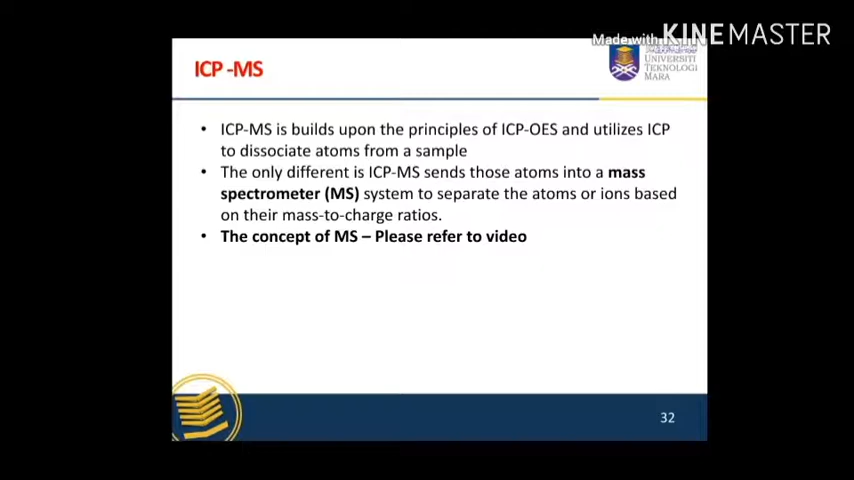 Made with KINEMASTER
ICP -MS
UNIVERSITI
TEKNOLOGI
MARA
• ICP-MS is builds upon the principles of ICP-OES and utilizes ICP
to dissociate atoms from a sample
• The only different is ICP-MS sends those atoms into a mass
spectrometer (MS) system to separate the atoms or ions based
on their mass-to-charge ratios.
• The concept of MS – Please refer to video
32